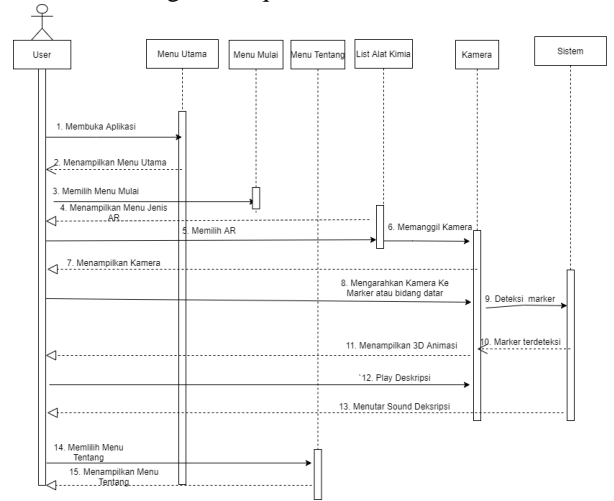 User
Menu Utama
Menu Mulai
Menu Tentang
List Alat Kimia
Kamera
Sistem
1. Membuka Aplikasi
2. Menampilkan Menu Utama
3. Memilih Menu Mulai
4. Menampilkan Menu Jenis
AR
5. Memilih AR
6. Memanggil Kamera
7. Menampilkan Kamera
8. Mengarahkan Kamera Ke
Marker atau bidang datar
9. Deteksi marker
10. Marker terdeteksi
11. Menampilkan 3D Animasi
`12. Play Deskripsi
13. Menutar Sound Deksripsi
14. Memlilih Menu
Tentang
15. Menampilkan Menu
Tentang